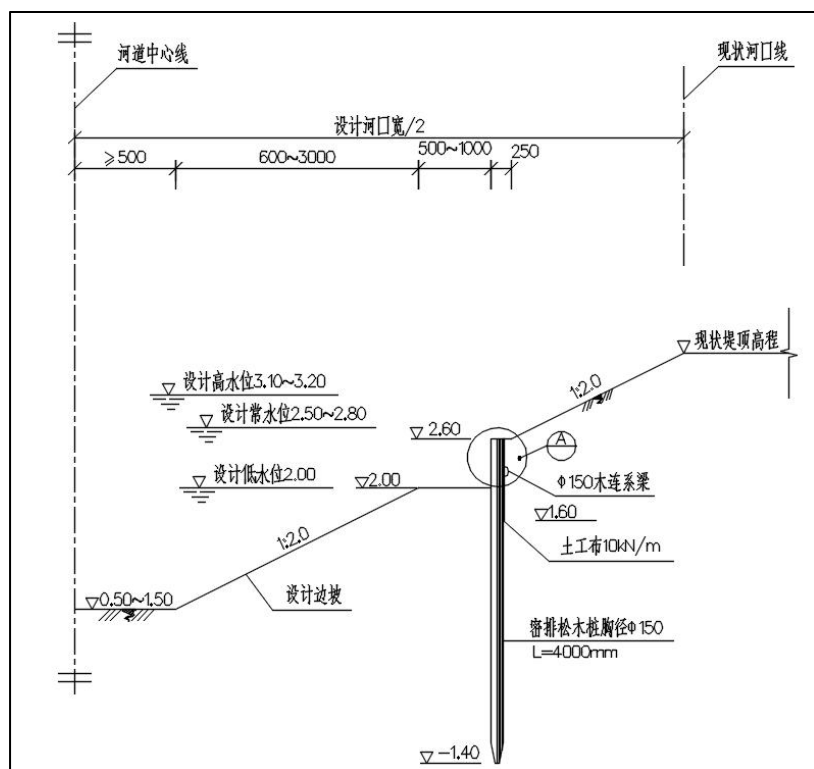 河道中心线
现状河口线
设计河口宽/2
≥500
600~3000
500~1000
250
现状堤顶高程
1:2.0
设计高水位3.10~3.20
设计常水位2.50~2.80
2.60
A
设计低水位2.00
2.00
Φ150木连系梁
1.60
1:2.0
土工布10kN/m
设计边坡
0.50~1.50
密排松木桩胸径Φ150
L=4000mm
-1.40